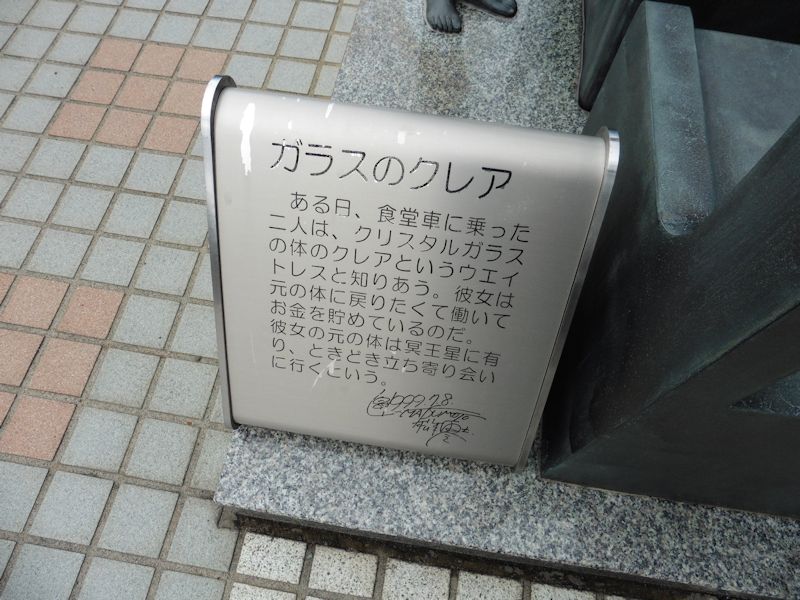 ガラスのクレア
ある日、食堂車に乗った
二人は、クリスタルガラス
の体のクレアというウエイ
トレスと知りあう。彼女は
元の体に戻りたくて働いて
お金を貯めているのだ。
彼女の元の体は冥王星に有
り、ときどき立ち寄り会い
に行くという。
1999.7.8.